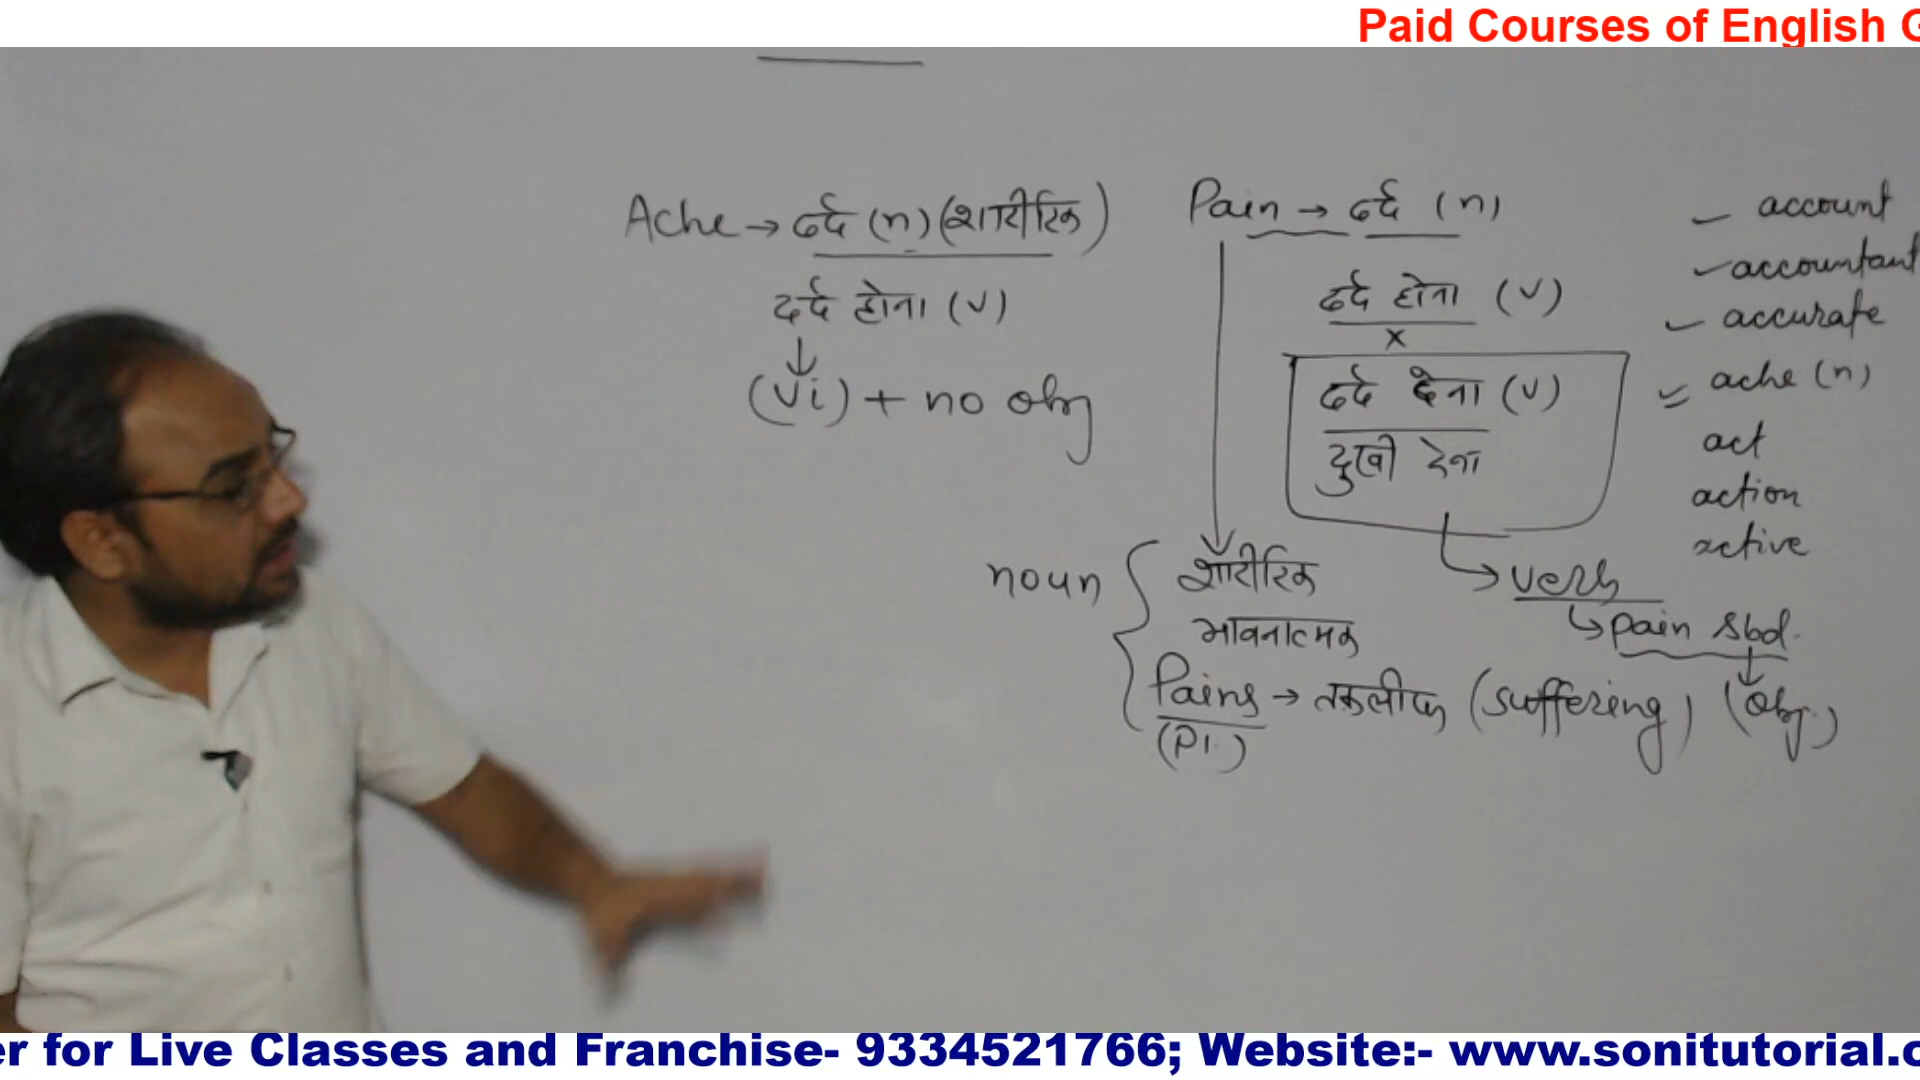 Paid Courses of English G
Ache → दर्द (n) (शारीरिक)
दर्द होना (v)
(Vi) + no obj
Pain → दर्द (n)
दर्द होना (v)
x
दर्द देना (v)
दुखी देना
verb
pain sbd.
(obj.)
noun { शारीरिक
भावनात्मक
Pains → तकलीफ (suffering)
(Pl.)
account
accountant
accurate
ache (n)
act
action
active
er for Live Classes and Franchise- 9334521766; Website:- www.sonitutorial.c